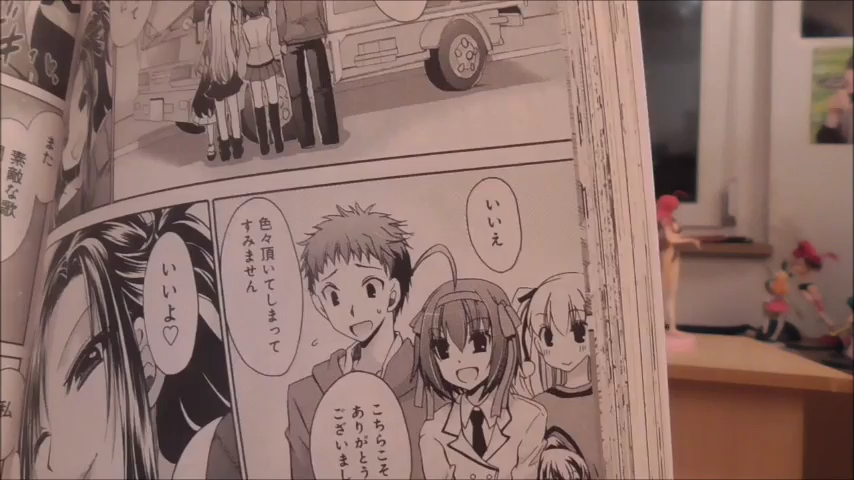 いいえ
色々頂いてしまって
すみません
こちらこそ
ありがとう
ございまし
いいよ♡
また
素敵な
歌
私